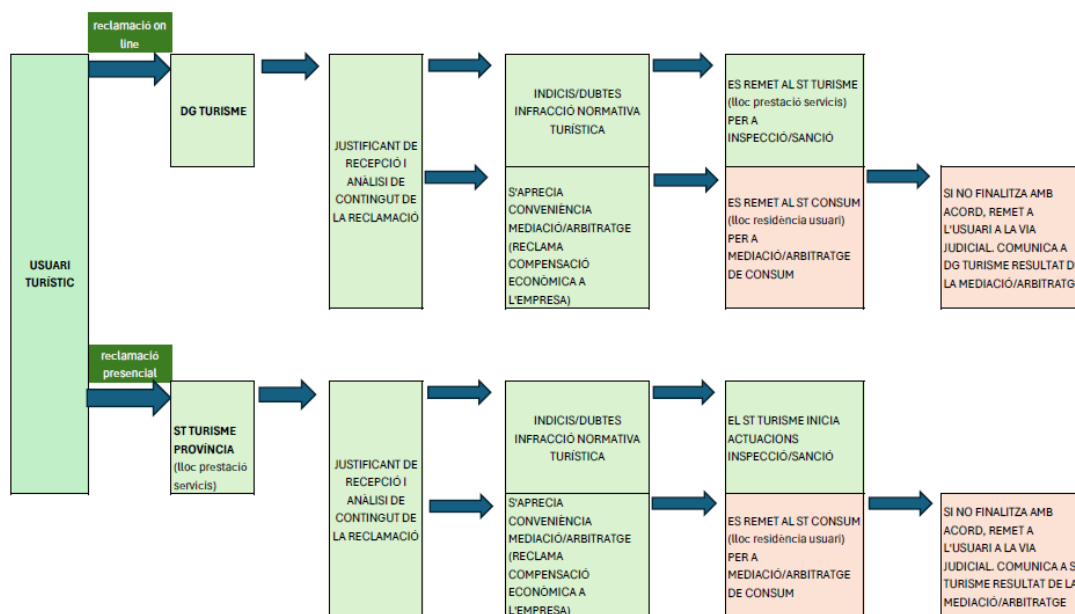 reclamació on
line
USUARI
TURÍSTIC
DG TURISME
JUSTIFICANT DE
RECEPCIÓ I
ANÀLISI DE
CONTINGUT DE
LA RECLAMACIÓ
INDICIS/DUBTES
INFRACCIÓ NORMATIVA
TURÍSTICA
ES REMET AL ST TURISME
(lloc prestació servicis)
PER A
INSPECCIÓ/SANCIÓ
S'APRECIA
CONVENIÈNCIA
MEDIACIÓ/ARBITRATGE
(RECLAMA
COMPENSACIÓ
ECONÒMICA A
L'EMPRESA)
ES REMET AL ST CONSUM
(lloc residència usuari)
PER A
MEDIACIÓ/ARBITRATGE
DE CONSUM
SI NO FINALITZA AMB
ACORD, REMET A
L'USUARI A LA VIA
JUDICIAL. COMUNICA A
DG TURISME RESULTAT D
LA MEDIACIÓ/ARBITRATG
reclamació
presencial
ST TURISME
PROVÍNCIA
(lloc prestació
servicis)
JUSTIFICANT DE
RECEPCIÓ I
ANÀLISI DE
CONTINGUT DE
LA RECLAMACIÓ
INDICIS/DUBTES
INFRACCIÓ NORMATIVA
TURÍSTICA
EL ST TURISME INICIA
ACTUACIONS
INSPECCIÓ/SANCIÓ
S'APRECIA
CONVENIÈNCIA
MEDIACIÓ/ARBITRATGE
(RECLAMA
COMPENSACIÓ
ECONÒMICA A
L'EMPRESA)
ES REMET AL ST CONSUM
(lloc residència usuari)
PER A
MEDIACIÓ/ARBITRATGE
DE CONSUM
SI NO FINALITZA AMB
ACORD, REMET A
L'USUARI A LA VIA
JUDICIAL. COMUNICA A S
TURISME RESULTAT DE LA
MEDIACIÓ/ARBITRATGE